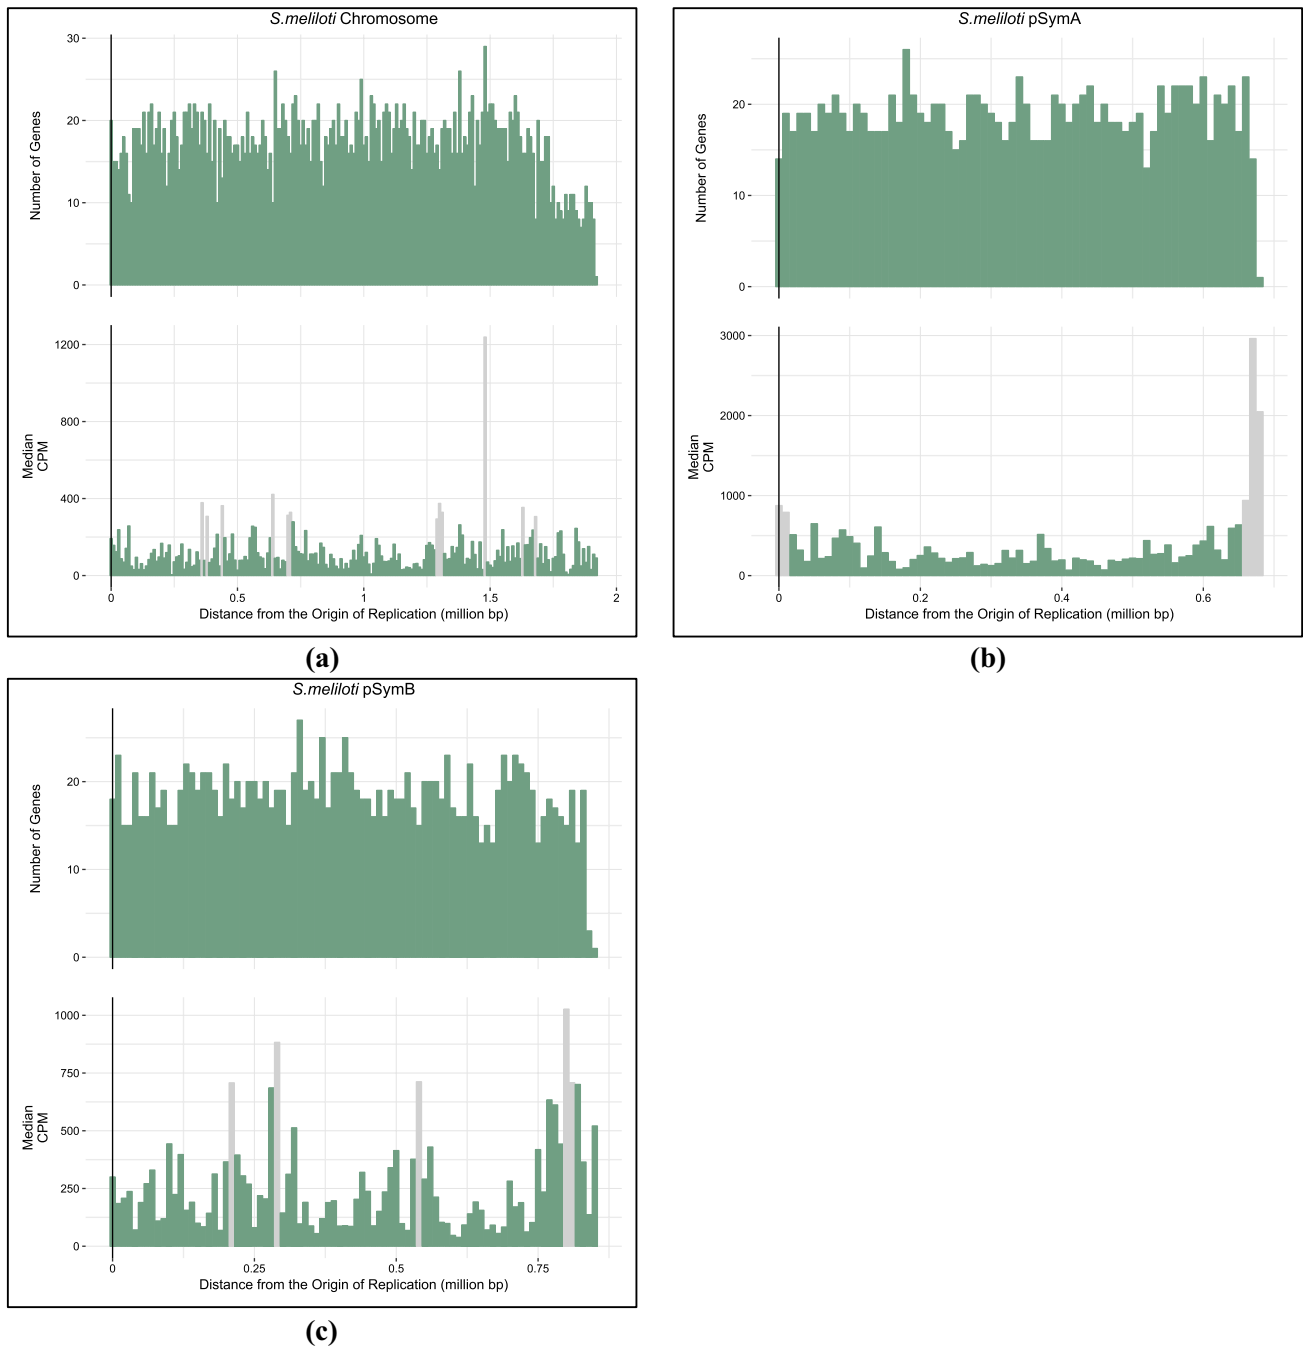 S.meliloti Chromosome
30
20
10
0
Number of Genes
1200
800
400
0
Median
CPM
0 0.5 1 1.5 2
Distance from the Origin of Replication (million bp)
(a)
S.meliloti pSymA
20
10
0
Number of Genes
3000
2000
1000
0
Median
CPM
0 0.2 0.4 0.6
Distance from the Origin of Replication (million bp)
(b)
S.meliloti pSymB
20
10
0
Number of Genes
1000
750
500
250
0
Median
CPM
0 0.25 0.5 0.75
Distance from the Origin of Replication (million bp)
(c)